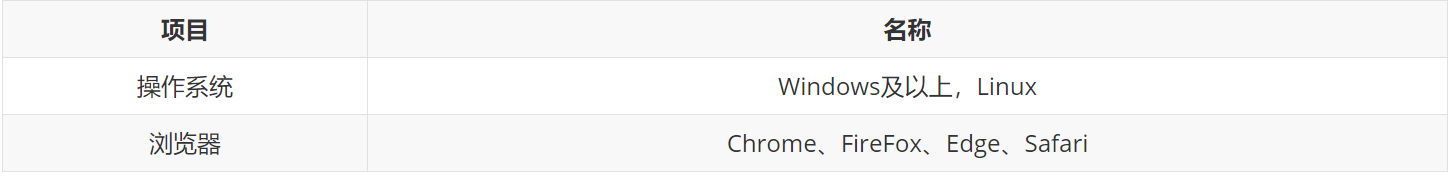 项目 名称
操作系统 Windows及以上，Linux
浏览器 Chrome、FireFox、Edge、Safari